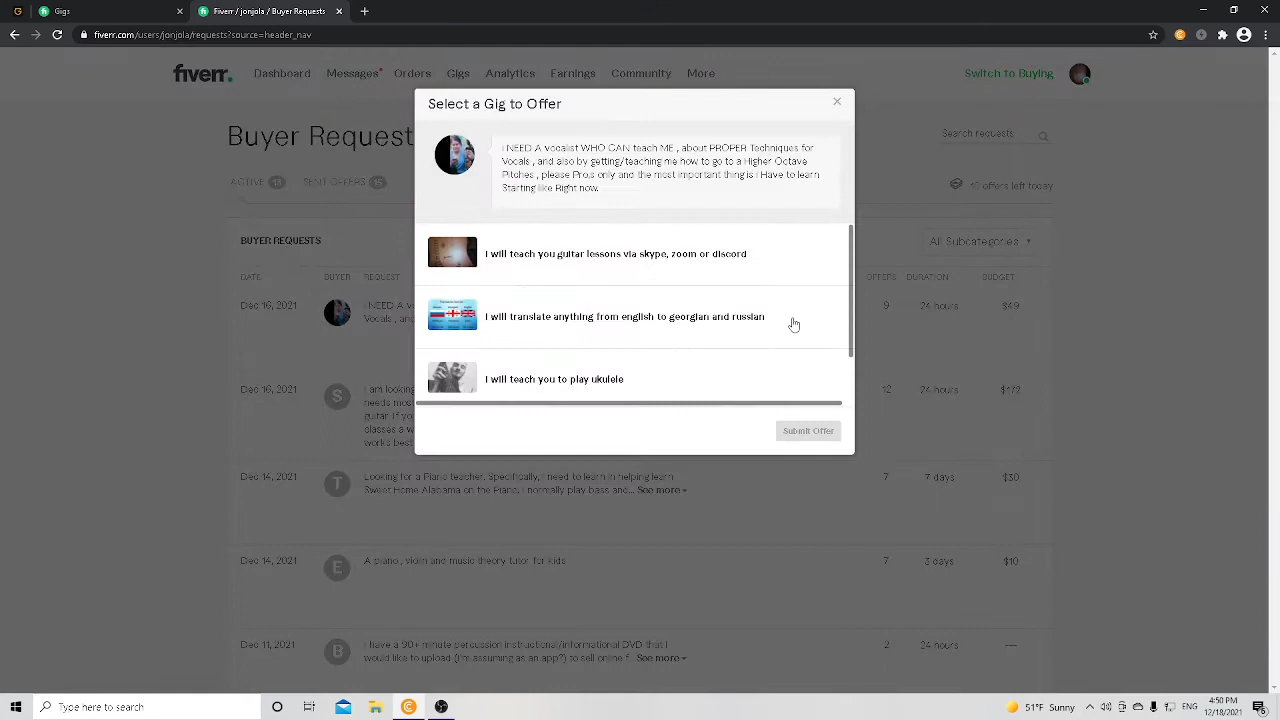 Gigs
Fiverr / jonjola / Buyer Requests
fiverr.com/users/jonjola/requests?source=header_nav
fiverr.
Dashboard
Messages
Orders
Gigs
Analytics
Earnings
Community
More
Switch to Buying
Buyer Request
Search requests
ACTIVE
SENT OFFERS 15
10 offers left today
BUYER REQUESTS
All Subcategories
DATE
BUYER
REQUEST
OFFERS
DURATION
BUDGET
Select a Gig to Offer
I NEED A vocalist WHO CAN teach ME , about PROPER Techniques for
Vocals , and also by getting/teaching me how to go to a Higher Octave
Pitches , please Pro,s only and the most important thing is i Have to learn
Starting like Right now.
I will teach you guitar lessons via skype, zoom or discord
I will translate anything from english to georgian and russian
I will teach you to play ukulele
Submit Offer
Dec 16, 2021
I NEED A
Vocals , an
9
24 hours
$49
Dec 16, 2021
S
I am lookin
needs mos
guitar. If yo
classes a w
works best
12
24 hours
$172
Dec 14, 2021
T
Looking for a Piano teacher. Specifically, I need to learn in helping learn
Sweet Home Alabama on the Piano. I normally play bass and... See more
7
7 days
$30
Dec 14, 2021
E
A piano , violin and music theory tutor for kids
7
3 days
$10
Dec 11, 2021
B
I have a 90+ minute percussion instructional/informational DVD that I
would like to upload (I'm assuming as an app?) to sell online f... See more
2
24 hours
---
Type here to search
51°F Sunny
ENG
4:50 PM
12/18/2021